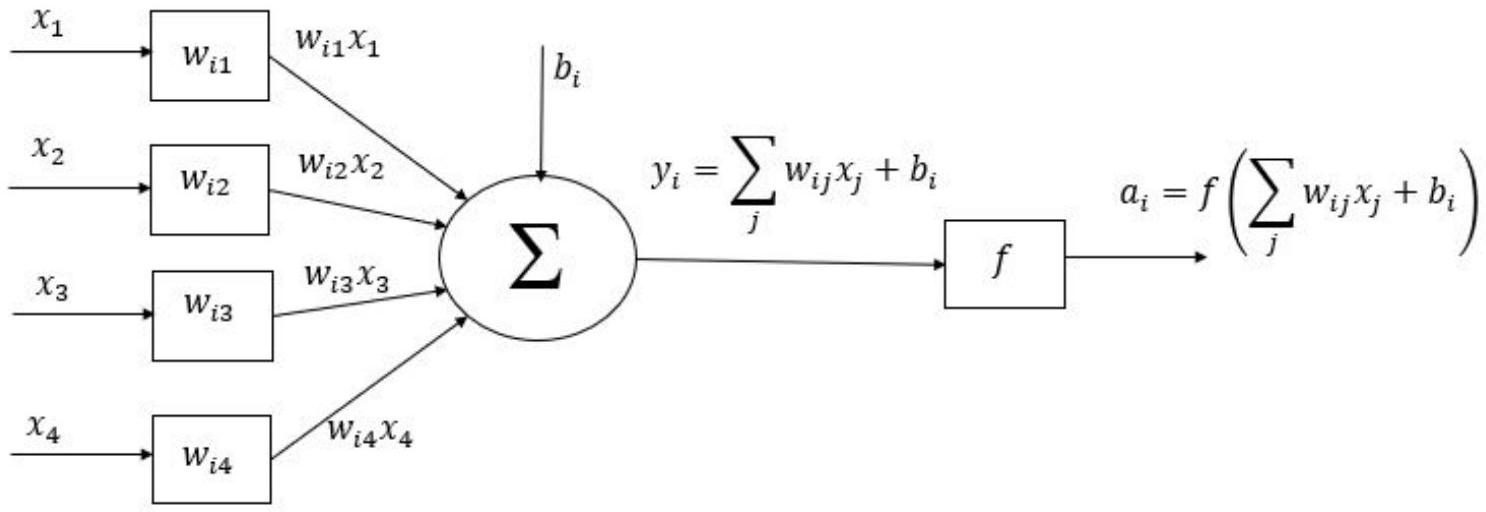 x₁
wᵢ₁
wᵢ₁x₁
bᵢ
x₂
wᵢ₂
wᵢ₂x₂
x₃
wᵢ₃
wᵢ₃x₃
x₄
wᵢ₄
wᵢ₄x₄
Σ
yᵢ = ∑ⱼ wᵢⱼxⱼ + bᵢ
f
aᵢ = f(∑ⱼ wᵢⱼxⱼ + bᵢ)